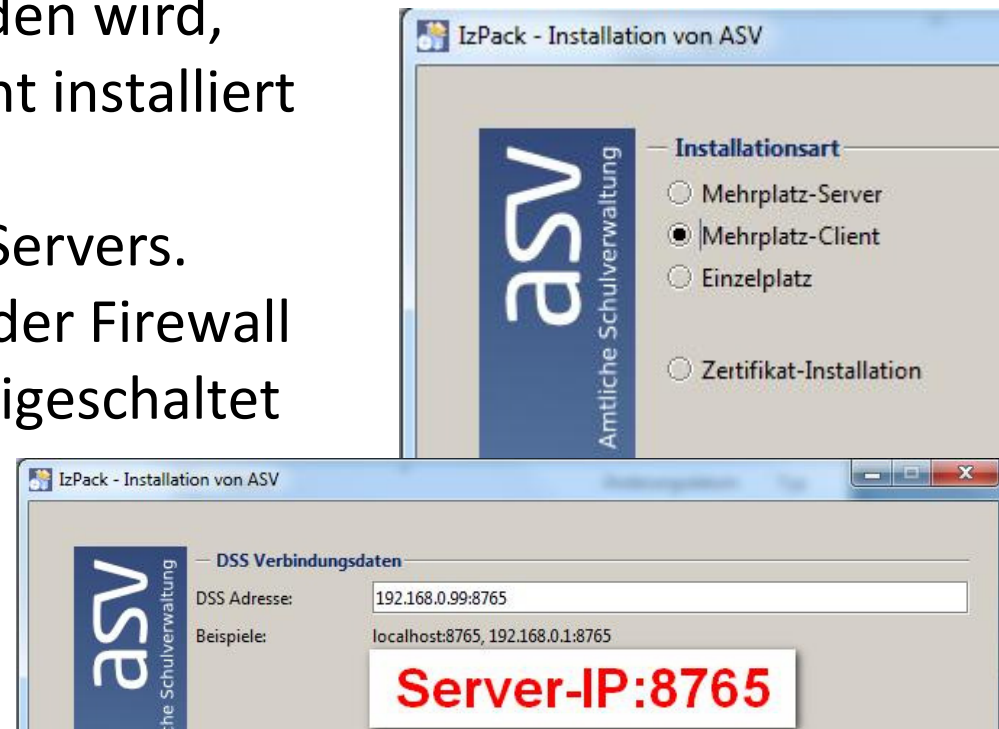 den wird,
nt installiert
Servers.
der Firewall
igeschaltet
IzPack - Installation von ASV
asv
Amtliche Schulverwaltung
Installationsart
Mehrplatz-Server
Mehrplatz-Client
Einzelplatz
Zertifikat-Installation
IzPack - Installation von ASV
asv
he Schulverwaltung
DSS Verbindungsdaten
DSS Adresse: 192.168.0.99:8765
Beispiele: localhost:8765, 192.168.0.1:8765
Server-IP:8765